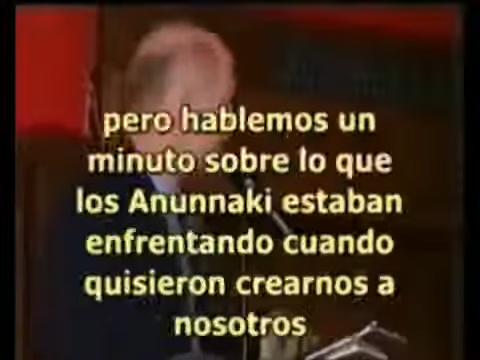 pero hablemos un
minuto sobre lo que
los Anunnaki estaban
enfrentando cuando
quisieron crearnos a
nosotros